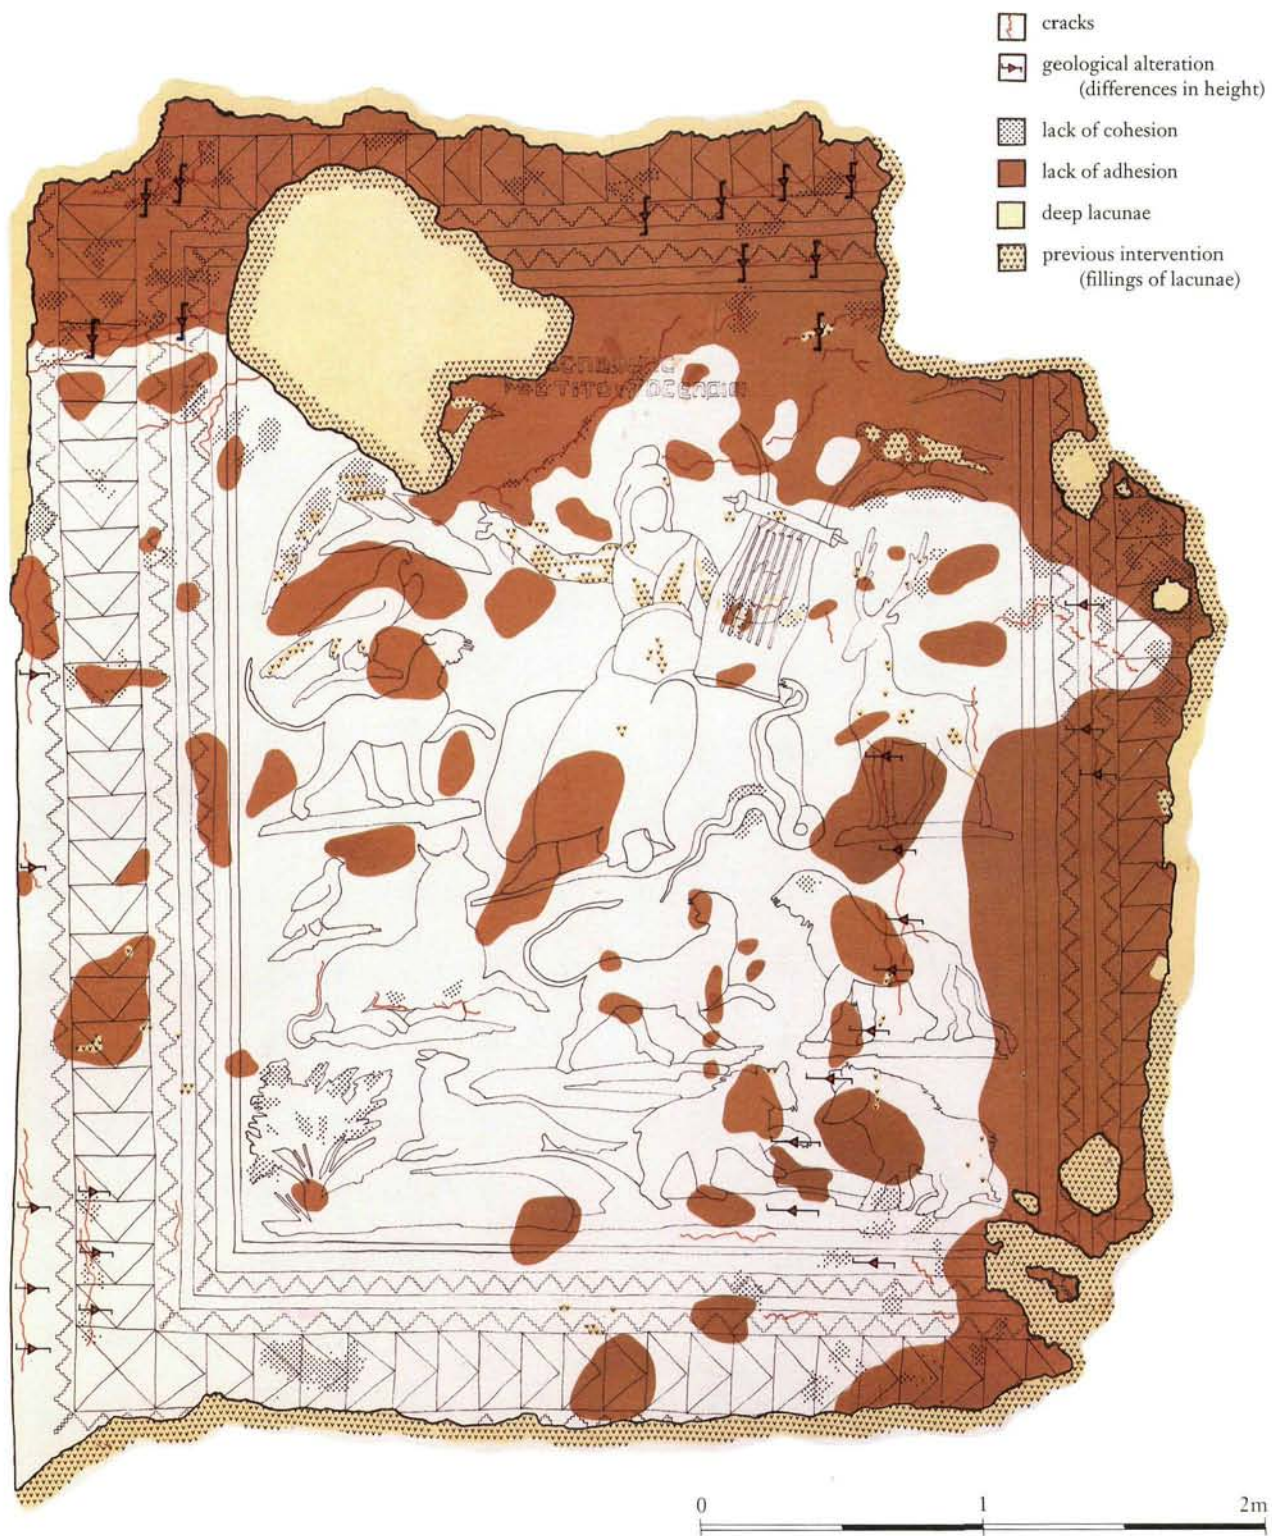 cracks
geological alteration
(differences in height)
lack of cohesion
lack of adhesion
deep lacunae
previous intervention
(fillings of lacunae)
0 1 2m